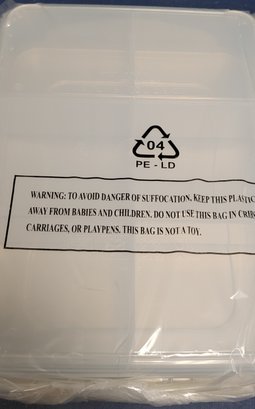 04
PE - LD
WARNING: TO AVOID DANGER OF SUFFOCATION, KEEP THIS PLASTIC
AWAY FROM BABIES AND CHILDREN. DO NOT USE THIS BAG IN CRIBS
CARRIAGES, OR PLAYPENS. THIS BAG IS NOT A TOY.